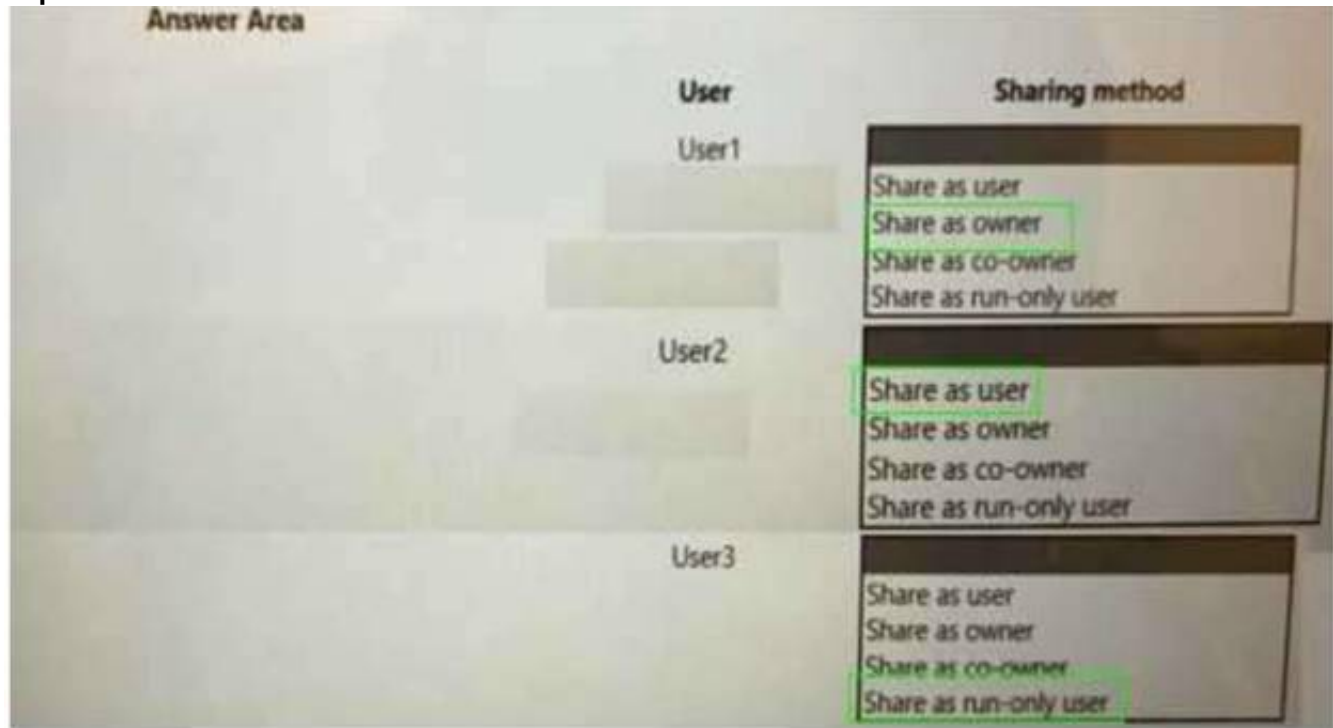 Answer Area
User Sharing method
User1
Share as user
Share as owner
Share as co-owner
Share as run-only user
User2
Share as user
Share as owner
Share as co-owner
Share as run-only user
User3
Share as user
Share as owner
Share as co-owner
Share as run-only user